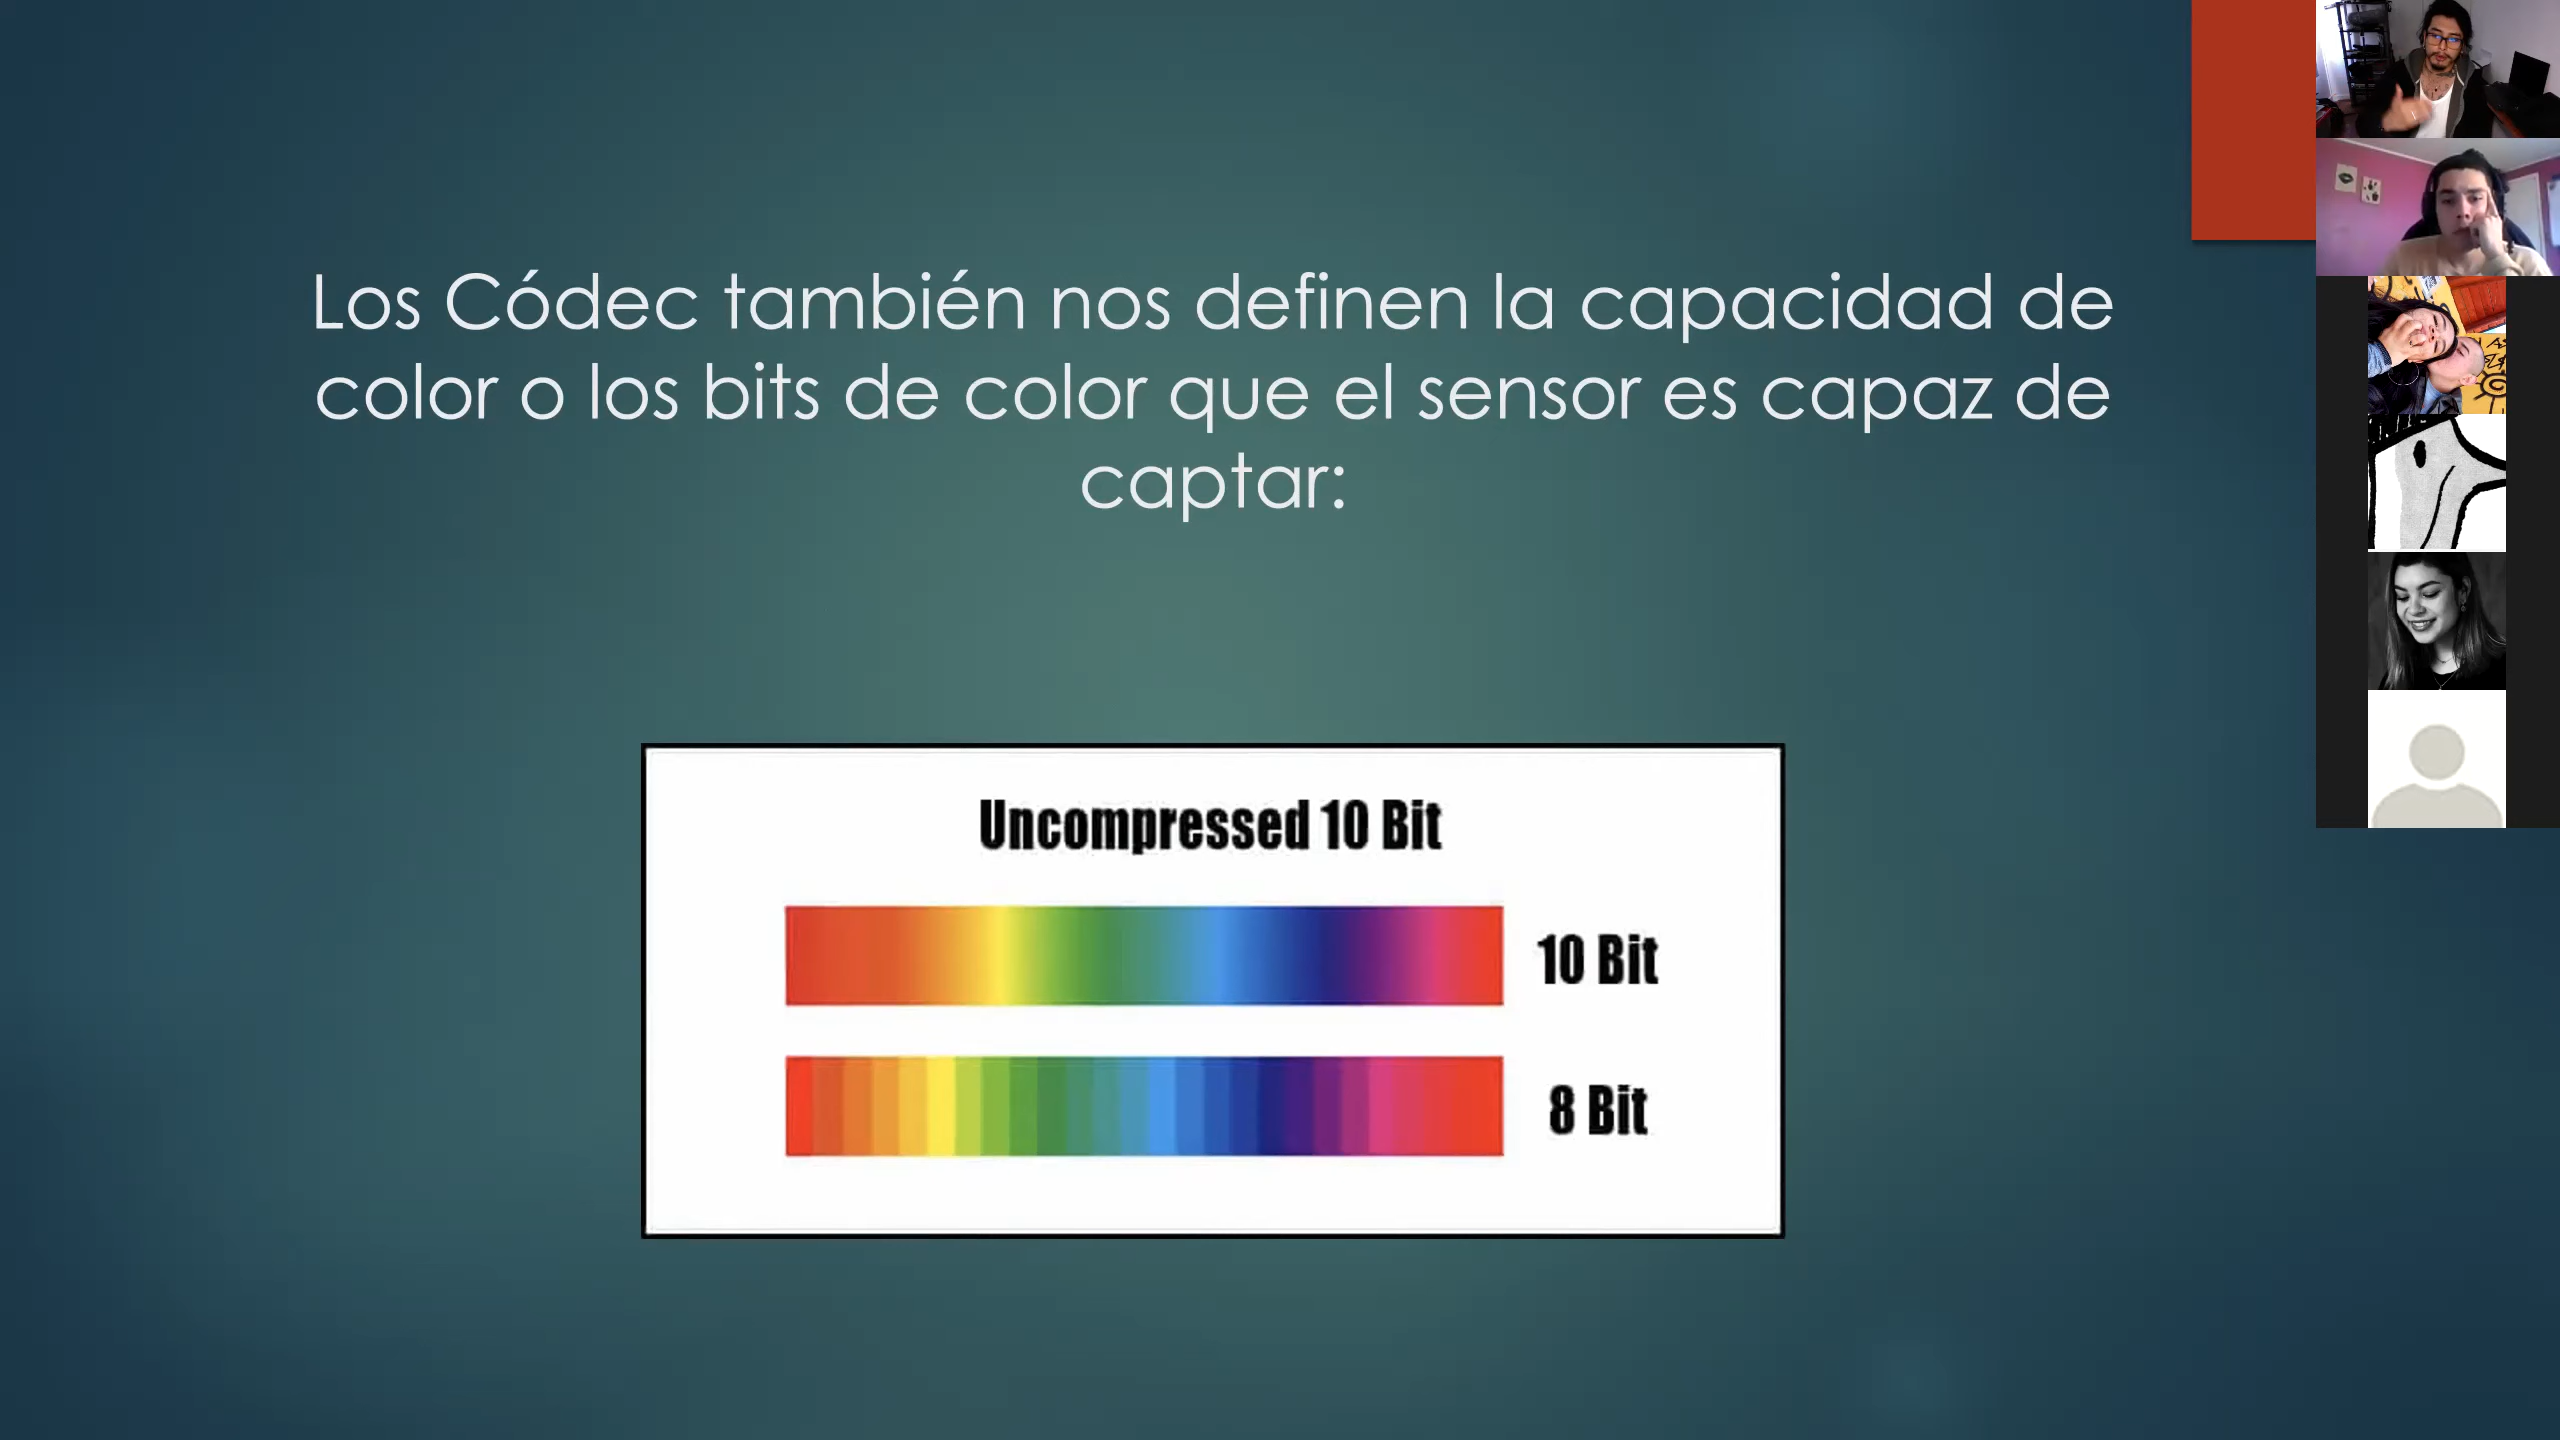 Los Códec también nos definen la capacidad de
color o los bits de color que el sensor es capaz de
captar:
Uncompressed 10 Bit
10 Bit
8 Bit